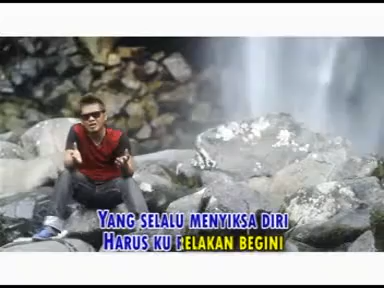 YANG SELALU MENYIKSA DIRI
HARUS KU RELAKAN BEGINI